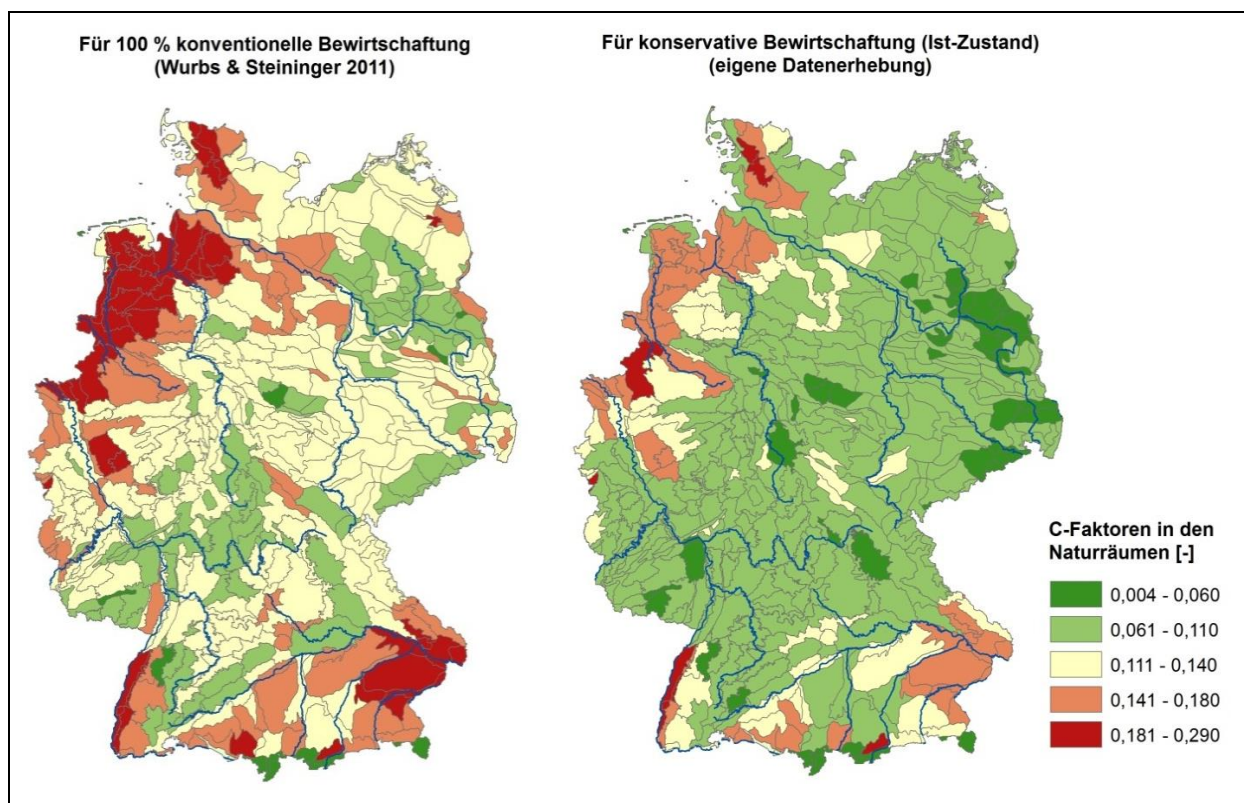 Für 100 % konventionelle Bewirtschaftung
(Wurbs & Steininger 2011)
Für konservative Bewirtschaftung (Ist-Zustand)
(eigene Datenerhebung)
C-Faktoren in den
Naturräumen [-]
0,004 - 0,060
0,061 - 0,110
0,111 - 0,140
0,141 - 0,180
0,181 - 0,290